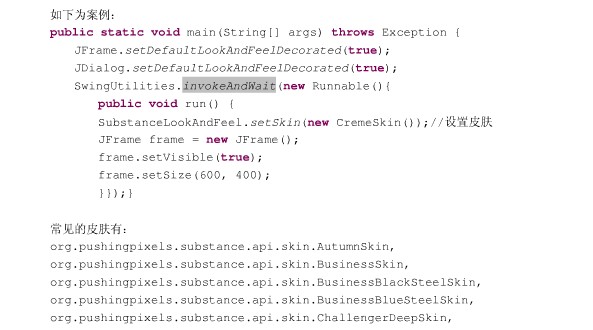 如下为案例：
public static void main(String[] args) throws Exception {
JFrame.setDefaultLookAndFeelDecorated(true);
JDialog.setDefaultLookAndFeelDecorated(true);
SwingUtilities.invokeAndWait(new Runnable(){
public void run() {
SubstanceLookAndFeel.setSkin(new CremeSkin());//设置皮肤
JFrame frame = new JFrame();
frame.setVisible(true);
frame.setSize(600, 400);
}});}
常见的皮肤有：
org.pushingpixels.substance.api.skin.AutumnSkin,
org.pushingpixels.substance.api.skin.BusinessSkin,
org.pushingpixels.substance.api.skin.BusinessBlackSteelSkin,
org.pushingpixels.substance.api.skin.BusinessBlueSteelSkin,
org.pushingpixels.substance.api.skin.ChallengerDeepSkin,